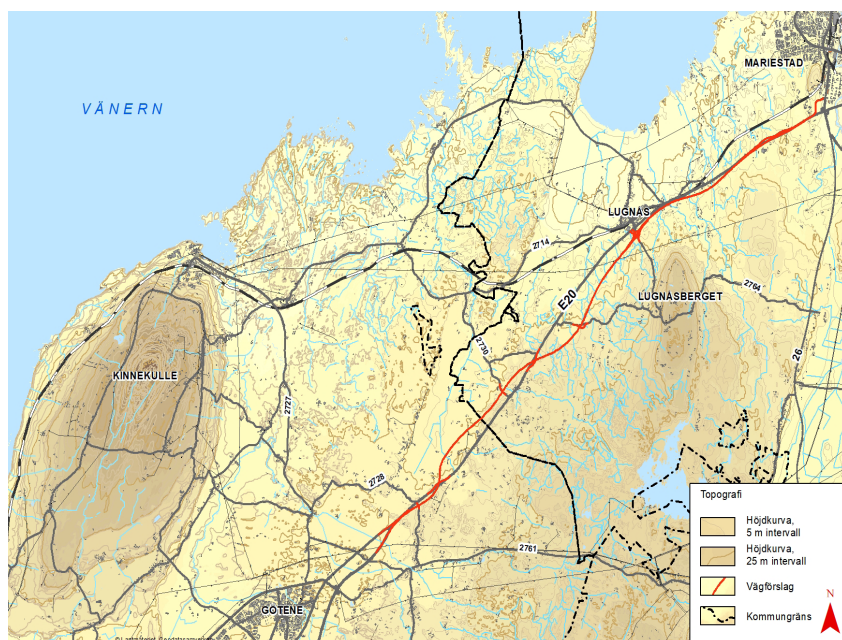 MARIESTAD
VÄNERN
LUGNÅS
2714
E20
2764
LUGNÅSBERGET
2730
26
KINNEKULLE
2727
2728
2761
GÖTENE
Topografi
Höjdkurva,
5 m intervall
Höjdkurva,
25 m intervall
Vägförslag
Kommungräns
N